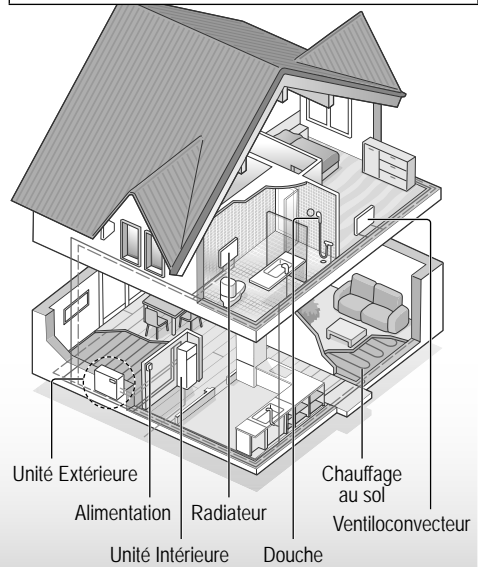 Unité Extérieure
Chauffage
au sol
Alimentation
Radiateur
Ventiloconvecteur
Unité Intérieure
Douche